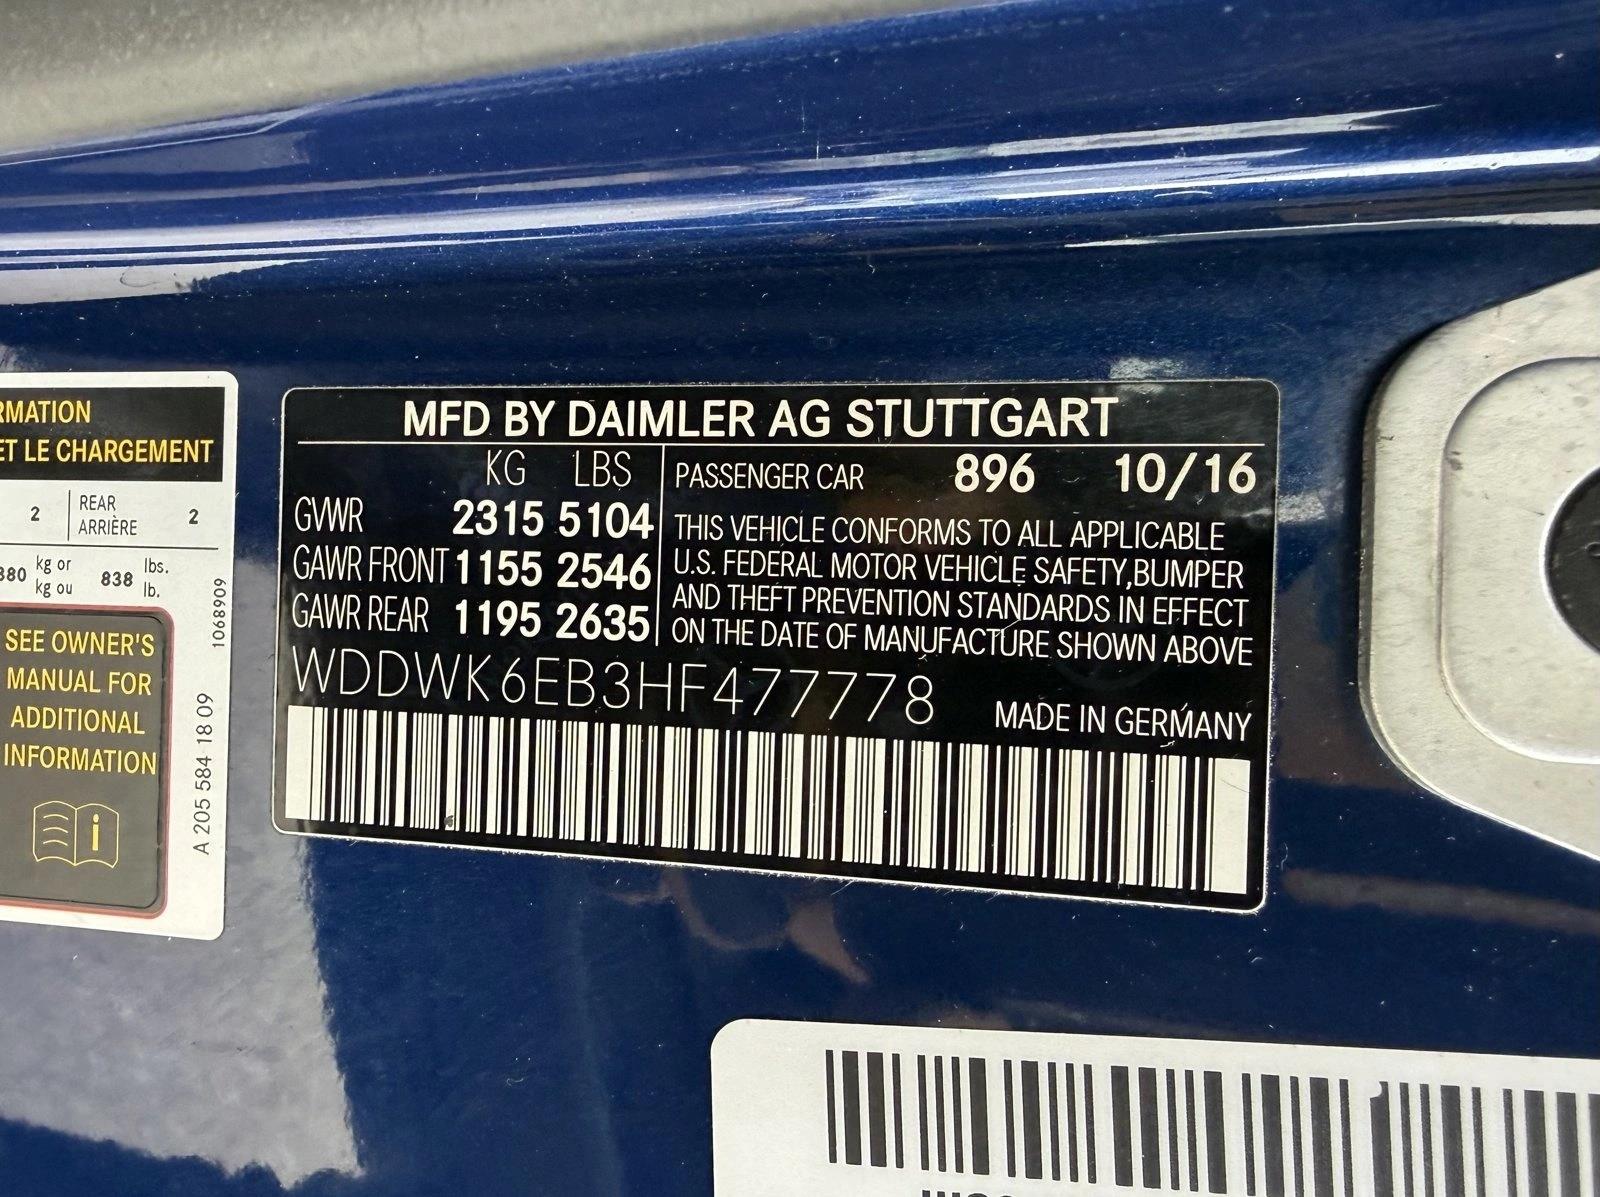 RMATION
ET LE CHARGEMENT
2 REAR ARRIÈRE 2
kg or kg ou 838 lbs. lb.
SEE OWNER'S
MANUAL FOR
ADDITIONAL
INFORMATION
i
A 205 584 18 09
1068909
MFD BY DAIMLER AG STUTTGART
KG LBS
GVWR 2315 5104
GAWR FRONT 1155 2546
GAWR REAR 1195 2635
PASSENGER CAR 896 10/16
THIS VEHICLE CONFORMS TO ALL APPLICABLE
U.S. FEDERAL MOTOR VEHICLE SAFETY,BUMPER
AND THEFT PREVENTION STANDARDS IN EFFECT
ON THE DATE OF MANUFACTURE SHOWN ABOVE
WDDWK6EB3HF477778
MADE IN GERMANY